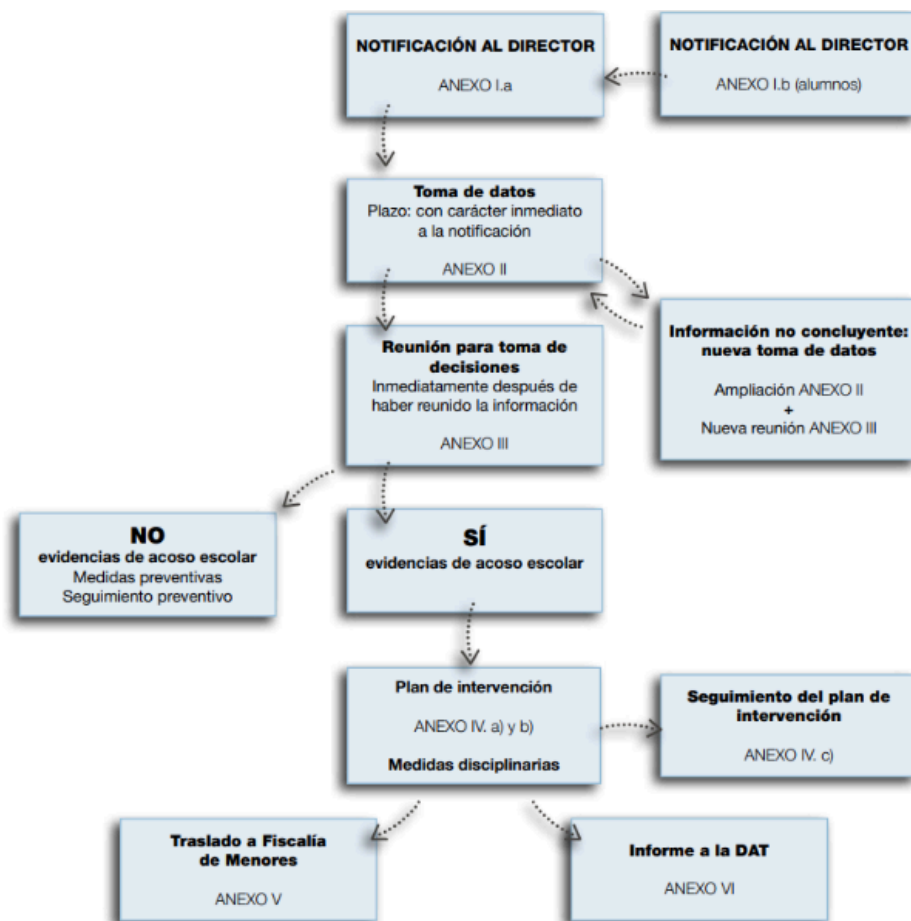 NOTIFICACIÓN AL DIRECTOR
ANEXO I.a
NOTIFICACIÓN AL DIRECTOR
ANEXO I.b (alumnos)
Toma de datos
Plazo: con carácter inmediato
a la notificación
ANEXO II
Información no concluyente:
nueva toma de datos
Ampliación ANEXO II
+
Nueva reunión ANEXO III
Reunión para toma de
decisiones
Inmediatamente después de
haber reunido la información
ANEXO III
NO
evidencias de acoso escolar
Medidas preventivas
Seguimiento preventivo
SÍ
evidencias de acoso escolar
Plan de intervención
ANEXO IV. a) y b)
Medidas disciplinarias
Seguimiento del plan de
intervención
ANEXO IV. c)
Traslado a Fiscalía
de Menores
ANEXO V
Informe a la DAT
ANEXO VI